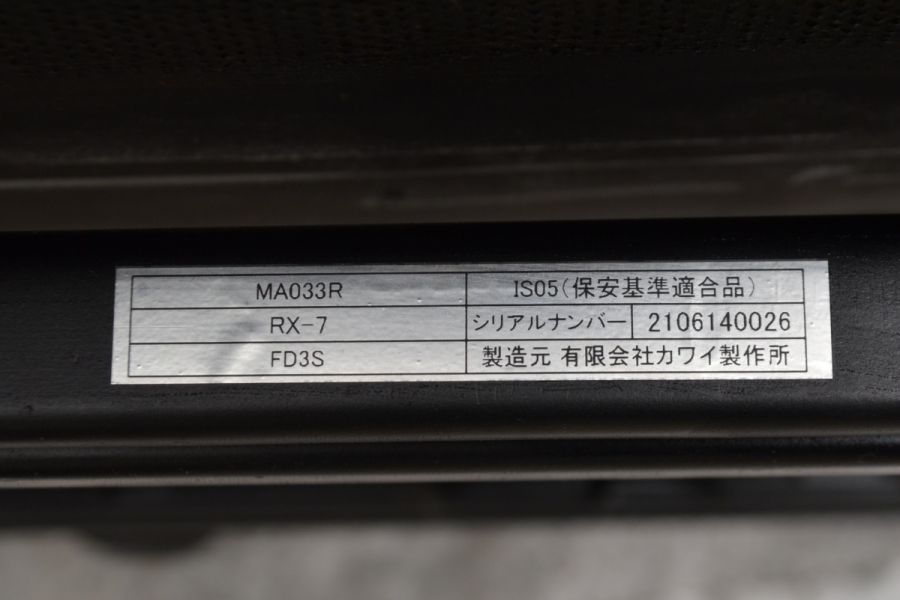 MA033R IS05(保安基準適合品)
RX-7 シリアルナンバー 2106140026
FD3S 製造元 有限会社カワイ製作所